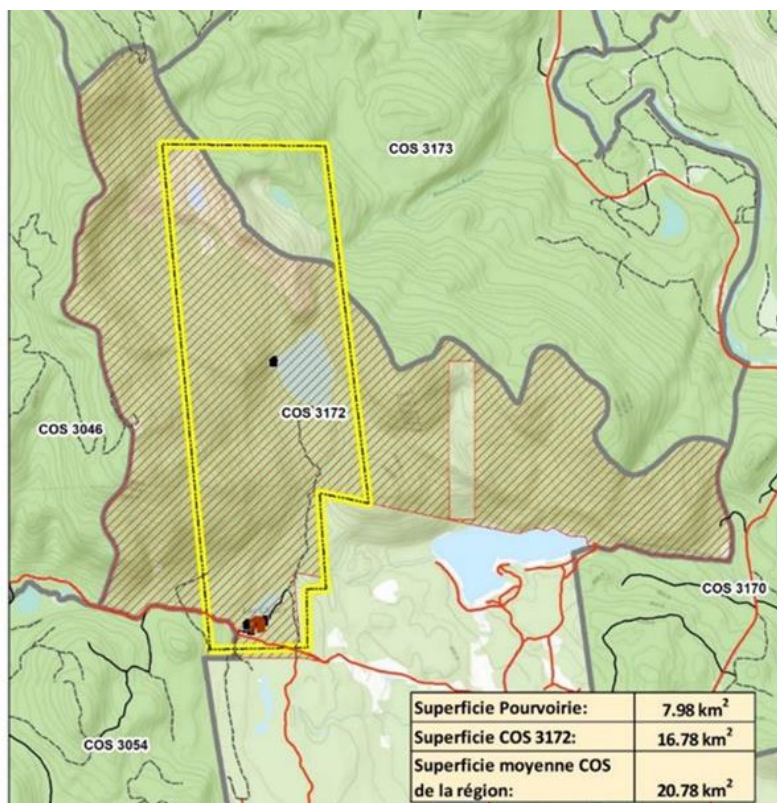 COS 3173
COS 3172
COS 3046
COS 3170
COS 3054
Superficie Pourvoirie: 7.98 km²
Superficie COS 3172: 16.78 km²
Superficie moyenne COS
de la région: 20.78 km²